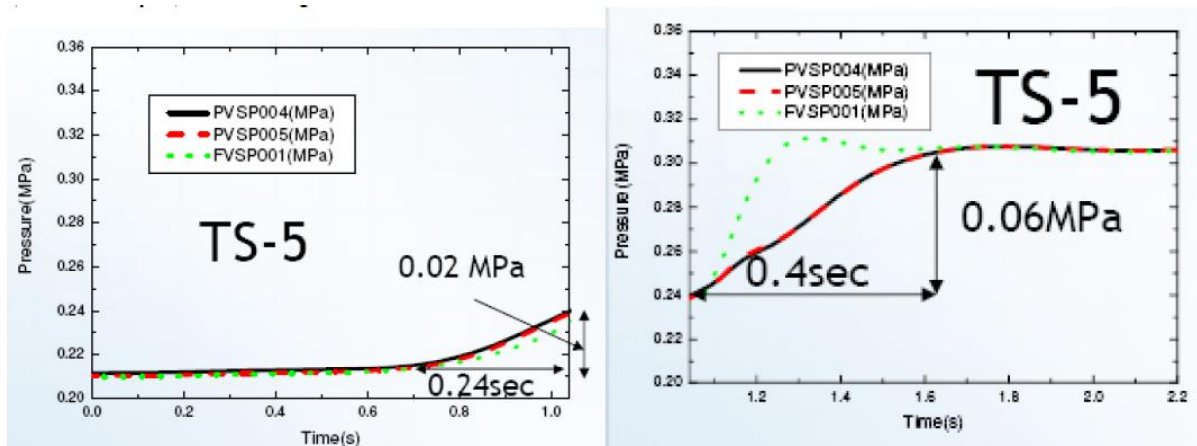 0.36
0.34
0.32
0.30
0.28
0.26
0.24
0.22
0.20
Pressure(MPa)
PVSP004(MPa)
PVSP005(MPa)
FVSP001(MPa)
TS-5
0.02 MPa
0.24sec
0.0 0.2 0.4 0.6 0.8 1.0
Time(s)
0.36
0.34
0.32
0.30
0.28
0.26
0.24
0.22
0.20
Pressure (MPa)
PVSP004(MPa)
PVSP005(MPa)
FVSP001(MPa)
TS-5
0.06MPa
0.4sec
1.2 1.4 1.6 1.8 2.0 2.2
Time(s)